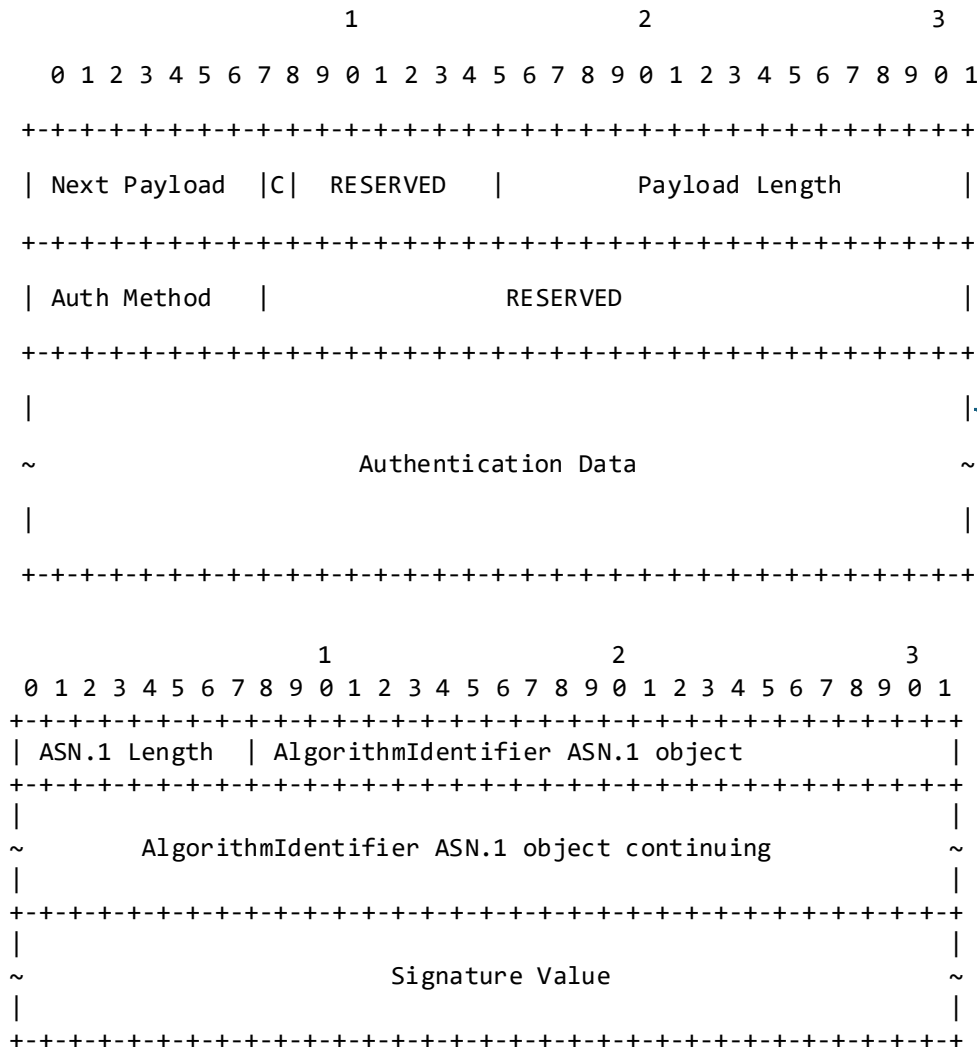 1 2 3
0 1 2 3 4 5 6 7 8 9 0 1 2 3 4 5 6 7 8 9 0 1 2 3 4 5 6 7 8 9 0 1
+-+-+-+-+-+-+-+-+-+-+-+-+-+-+-+-+-+-+-+-+-+-+-+-+-+-+-+-+-+-+-+-+
| Next Payload |C| RESERVED | Payload Length |
+-+-+-+-+-+-+-+-+-+-+-+-+-+-+-+-+-+-+-+-+-+-+-+-+-+-+-+-+-+-+-+-+
| Auth Method | RESERVED |
+-+-+-+-+-+-+-+-+-+-+-+-+-+-+-+-+-+-+-+-+-+-+-+-+-+-+-+-+-+-+-+-+
| |
~ Authentication Data ~
| |
+-+-+-+-+-+-+-+-+-+-+-+-+-+-+-+-+-+-+-+-+-+-+-+-+-+-+-+-+-+-+-+-+
1 2 3
0 1 2 3 4 5 6 7 8 9 0 1 2 3 4 5 6 7 8 9 0 1 2 3 4 5 6 7 8 9 0 1
+-+-+-+-+-+-+-+-+-+-+-+-+-+-+-+-+-+-+-+-+-+-+-+-+-+-+-+-+-+-+-+-+
| ASN.1 Length | AlgorithmIdentifier ASN.1 object |
+-+-+-+-+-+-+-+-+-+-+-+-+-+-+-+-+-+-+-+-+-+-+-+-+-+-+-+-+-+-+-+-+
| |
~ AlgorithmIdentifier ASN.1 object continuing ~
| |
+-+-+-+-+-+-+-+-+-+-+-+-+-+-+-+-+-+-+-+-+-+-+-+-+-+-+-+-+-+-+-+-+
| |
~ Signature Value ~
| |
+-+-+-+-+-+-+-+-+-+-+-+-+-+-+-+-+-+-+-+-+-+-+-+-+-+-+-+-+-+-+-+-+